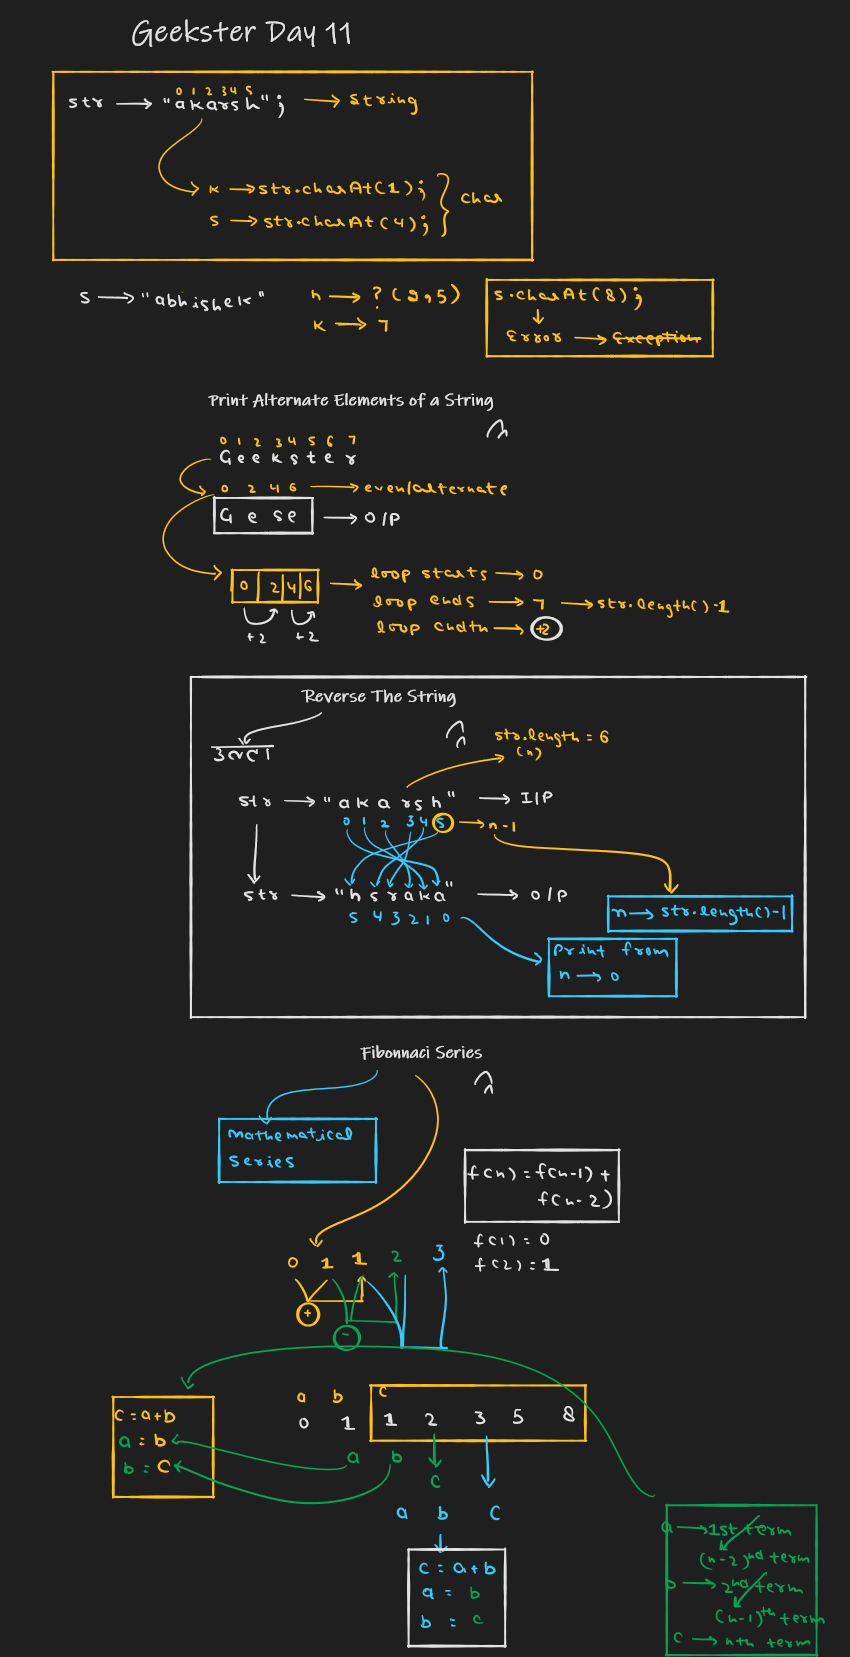 Geekster Day 11
0 1 2 3 4 5
str → "akarsh"; → string
k → str.charAt(1);
s → str.charAt(4);
char
s → "abhishek"
h → ? (2,5)
k → 7
s.charAt(8);
Error → Exception
Print Alternate Elements of a String
0 1 2 3 4 5 6 7
Geekster
0 2 4 6 → even/alternate
G e s e → O/P
0 2 4 6
+2 +2
loop starts → 0
loop ends → 7 → str.length()-1
loop cndtn → +2
Reverse The String
str.length = 6
(n)
str → "akarsh" → I/P
0 1 2 3 4 5 → n-1
str → "hsraka" → O/P
5 4 3 2 1 0
n → str.length()-1
Print from
n → 0
Fibonnaci Series
mathematical
series
f(n) = f(n-1) +
f(n-2)
f(1) = 0
f(2) = 1
0 1 1 2 3
+
-
c = a+b
a = b
b = c
a b c
0 1 1 2 3 5 8
a b
c
a b c
c = a+b
a = b
b = c
a → 1st term
(n-2)nd term
b → 2nd term
(n-1)th term
c → nth term